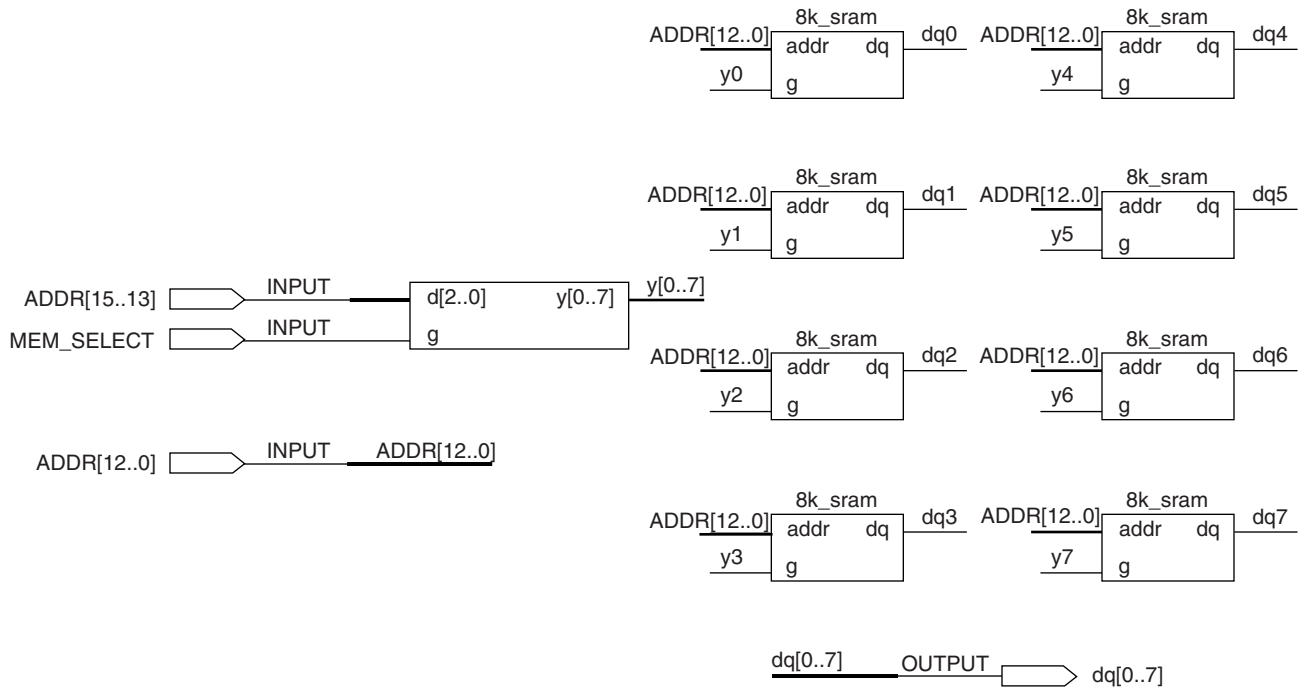 8k_sram
ADDR[12..0] addr dq dq0
y0 g
8k_sram
ADDR[12..0] addr dq dq4
y4 g
8k_sram
ADDR[12..0] addr dq dq1
y1 g
8k_sram
ADDR[12..0] addr dq dq5
y5 g
ADDR[15..13] INPUT d[2..0] y[0..7] y[0..7]
MEM_SELECT INPUT g
8k_sram
ADDR[12..0] addr dq dq2
y2 g
8k_sram
ADDR[12..0] addr dq dq6
y6 g
ADDR[12..0] INPUT ADDR[12..0]
8k_sram
ADDR[12..0] addr dq dq3
y3 g
8k_sram
ADDR[12..0] addr dq dq7
y7 g
dq[0..7] OUTPUT dq[0..7]